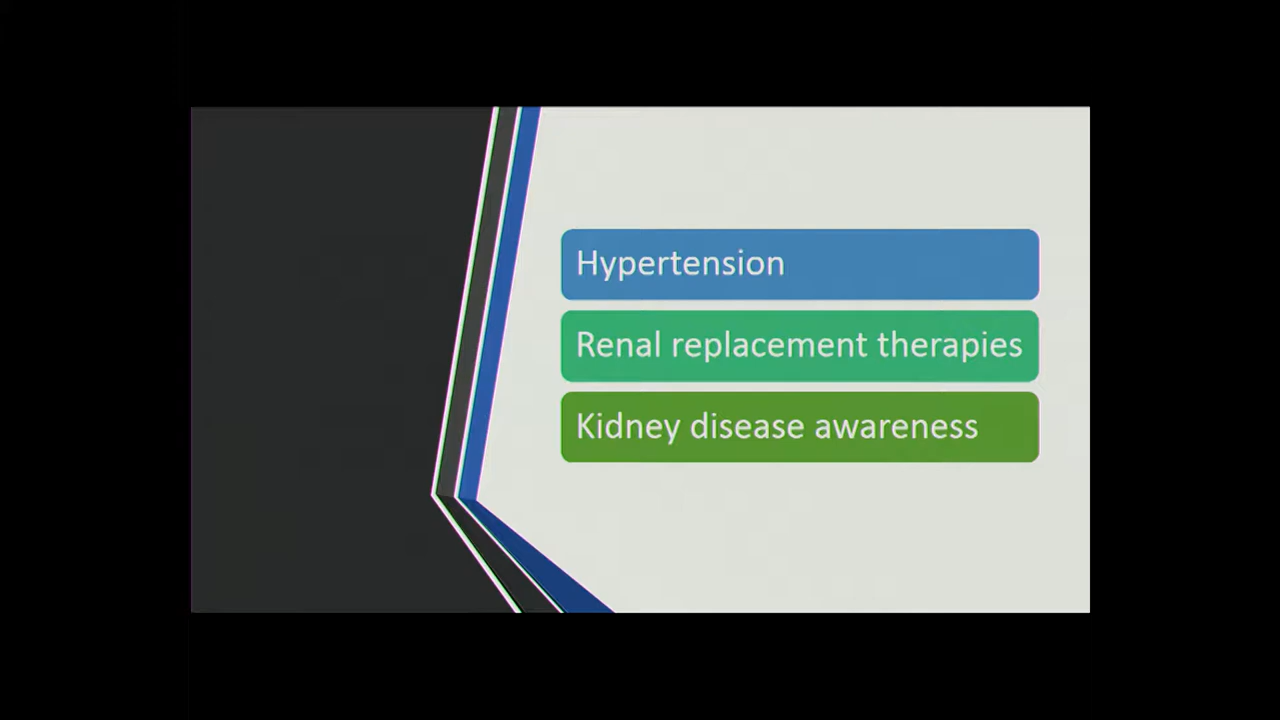 Hypertension
Renal replacement therapies
Kidney disease awareness